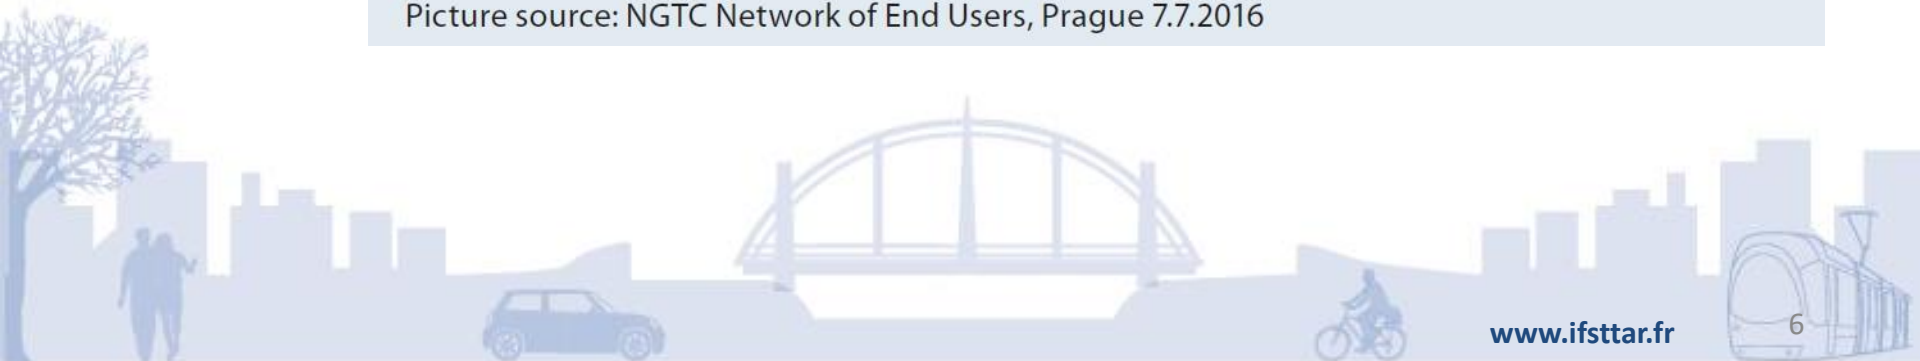 Picture source: NGTC Network of End Users, Prague 7.7.2016
www.ifsttar.fr
6